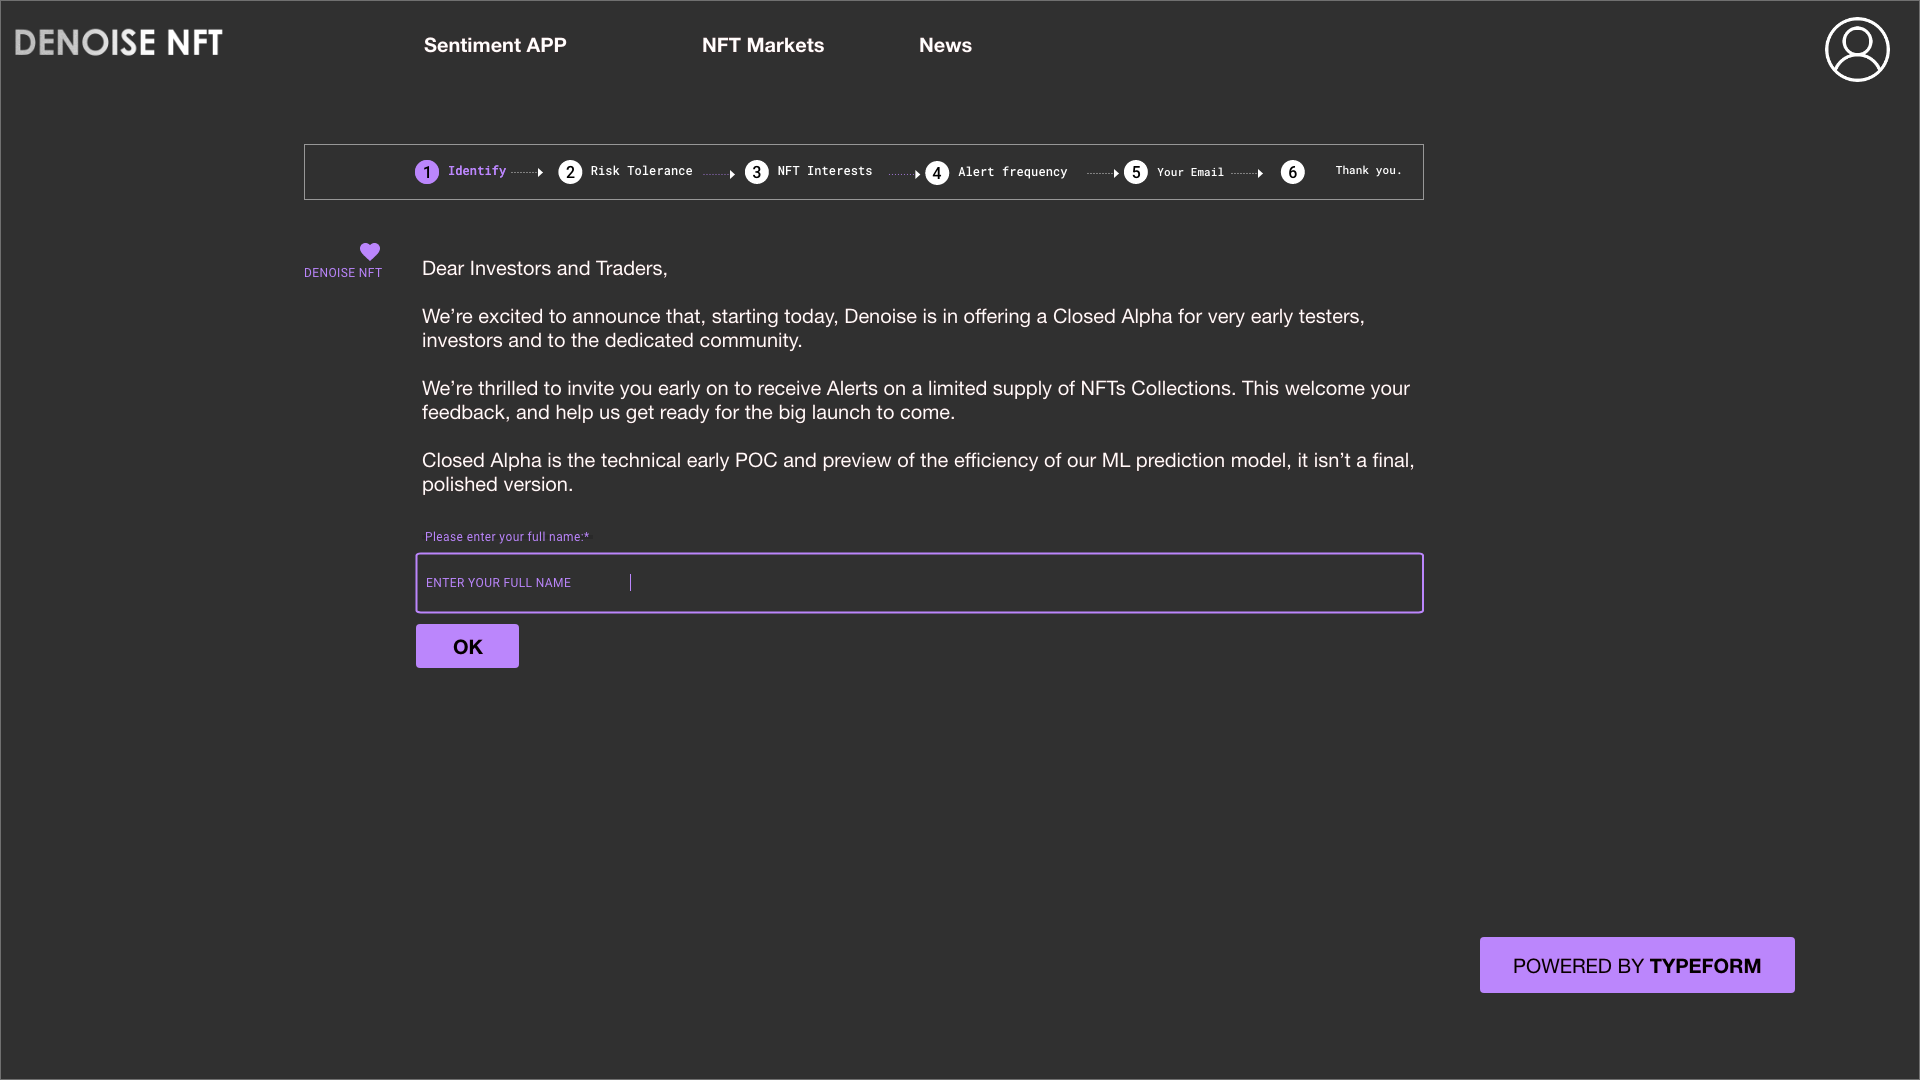 DENOISE NFT
Sentiment APP
NFT Markets
News
1 Identify
2 Risk Tolerance
3 NFT Interests
4 Alert frequency
5 Your Email
6 Thank you.
DENOISE NFT
Dear Investors and Traders,
We’re excited to announce that, starting today, Denoise is in offering a Closed Alpha for very early testers,
investors and to the dedicated community.
We’re thrilled to invite you early on to receive Alerts on a limited supply of NFTs Collections. This welcome your
feedback, and help us get ready for the big launch to come.
Closed Alpha is the technical early POC and preview of the efficiency of our ML prediction model, it isn’t a final,
polished version.
Please enter your full name:*
ENTER YOUR FULL NAME
OK
POWERED BY TYPEFORM